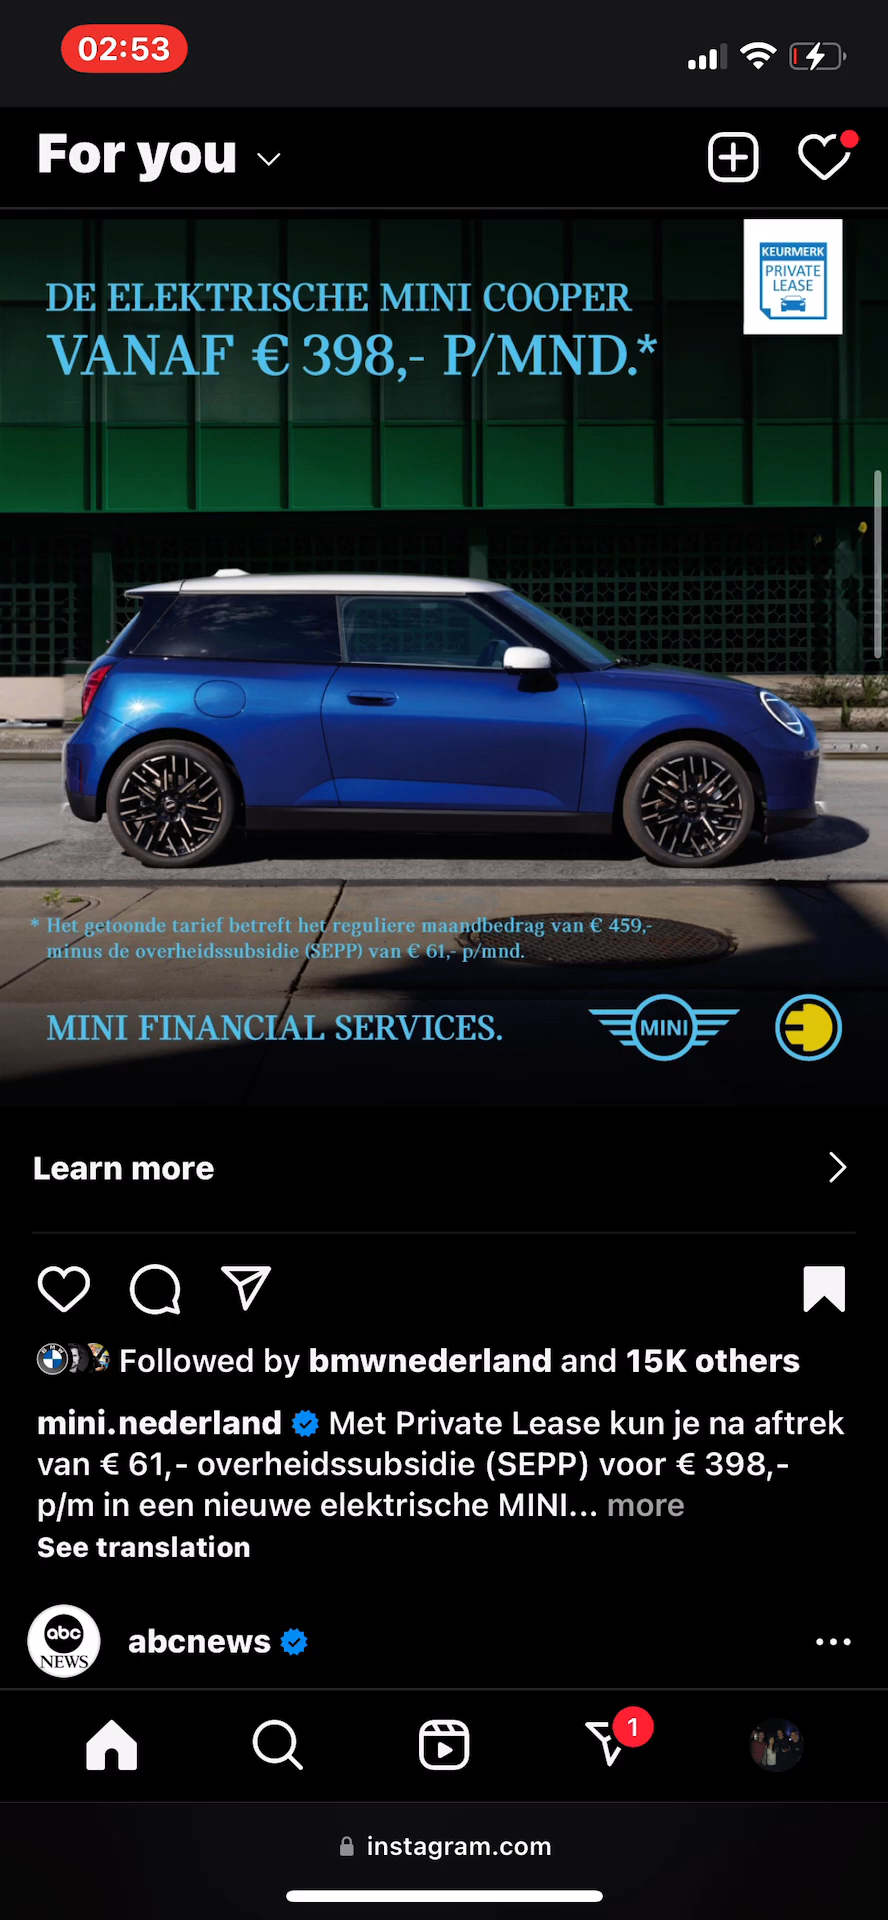 02:53
For you
KEURMERK
PRIVATE
LEASE
DE ELEKTRISCHE MINI COOPER
VANAF € 398,- P/MND.*
* Het getoonde tarief betreft het reguliere maandbedrag van € 459,-
minus de overheidssubsidie (SEPP) van € 61,- p/mnd.
MINI FINANCIAL SERVICES.
MINI
Learn more
Followed by bmwnederland and 15K others
mini.nederland Met Private Lease kun je na aftrek
van € 61,- overheidssubsidie (SEPP) voor € 398,-
p/m in een nieuwe elektrische MINI... more
See translation
abc
NEWS
abcnews
1
instagram.com